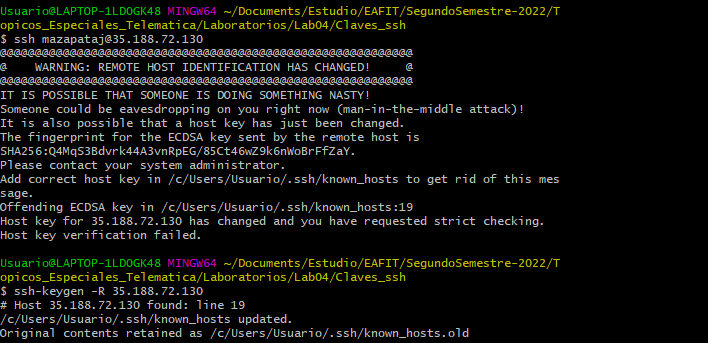 Usuario@LAPTOP-1LDOGK48 MINGW64 ~/Documents/Estudio/EAFIT/SegundoSemestre-2022/T
opicos_Especiales_Telematica/Laboratorios/Lab04/Claves_ssh
$ ssh mazapataj@35.188.72.130
@@@@@@@@@@@@@@@@@@@@@@@@@@@@@@@@@@@@@@@@@@@@@@@@@@@@@@@@@@@
@    WARNING: REMOTE HOST IDENTIFICATION HAS CHANGED!     @
@@@@@@@@@@@@@@@@@@@@@@@@@@@@@@@@@@@@@@@@@@@@@@@@@@@@@@@@@@@
IT IS POSSIBLE THAT SOMEONE IS DOING SOMETHING NASTY!
Someone could be eavesdropping on you right now (man-in-the-middle attack)!
It is also possible that a host key has just been changed.
The fingerprint for the ECDSA key sent by the remote host is
SHA256:Q4MqS3Bdvrk44A3vnRpEG/85Ct46wZ9k6nWoBrFfZaY.
Please contact your system administrator.
Add correct host key in /c/Users/Usuario/.ssh/known_hosts to get rid of this mes
sage.
Offending ECDSA key in /c/Users/Usuario/.ssh/known_hosts:19
Host key for 35.188.72.130 has changed and you have requested strict checking.
Host key verification failed.

Usuario@LAPTOP-1LDOGK48 MINGW64 ~/Documents/Estudio/EAFIT/SegundoSemestre-2022/T
opicos_Especiales_Telematica/Laboratorios/Lab04/Claves_ssh
$ ssh-keygen -R 35.188.72.130
# Host 35.188.72.130 found: line 19
/c/Users/Usuario/.ssh/known_hosts updated.
Original contents retained as /c/Users/Usuario/.ssh/known_hosts.old